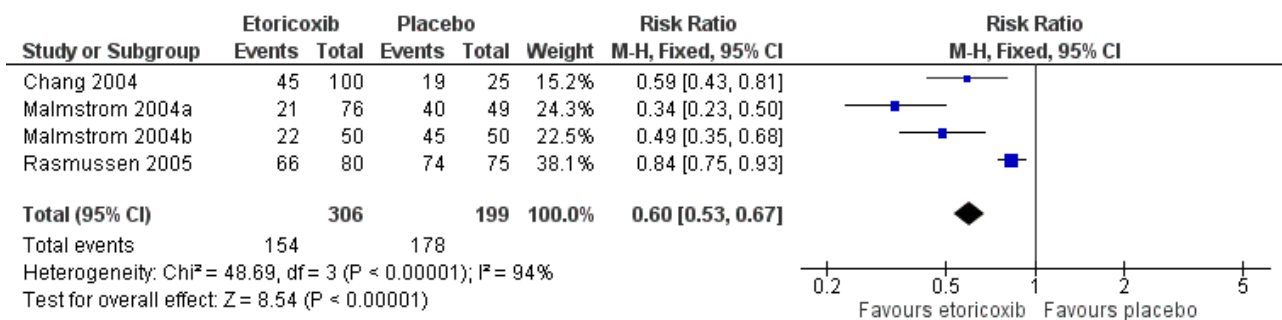 Etoricoxib Placebo Risk Ratio Risk Ratio
Study or Subgroup Events Total Events Total Weight M-H, Fixed, 95% CI M-H, Fixed, 95% CI
Chang 2004 45 100 19 25 15.2% 0.59 [0.43, 0.81]
Malmstrom 2004a 21 76 40 49 24.3% 0.34 [0.23, 0.50]
Malmstrom 2004b 22 50 45 50 22.5% 0.49 [0.35, 0.68]
Rasmussen 2005 66 80 74 75 38.1% 0.84 [0.75, 0.93]
Total (95% CI) 306 199 100.0% 0.60 [0.53, 0.67]
Total events 154 178
Heterogeneity: Chi² = 48.69, df = 3 (P < 0.00001); I² = 94%
Test for overall effect: Z = 8.54 (P < 0.00001)
0.2 0.5 1 2 5
Favours etoricoxib Favours placebo